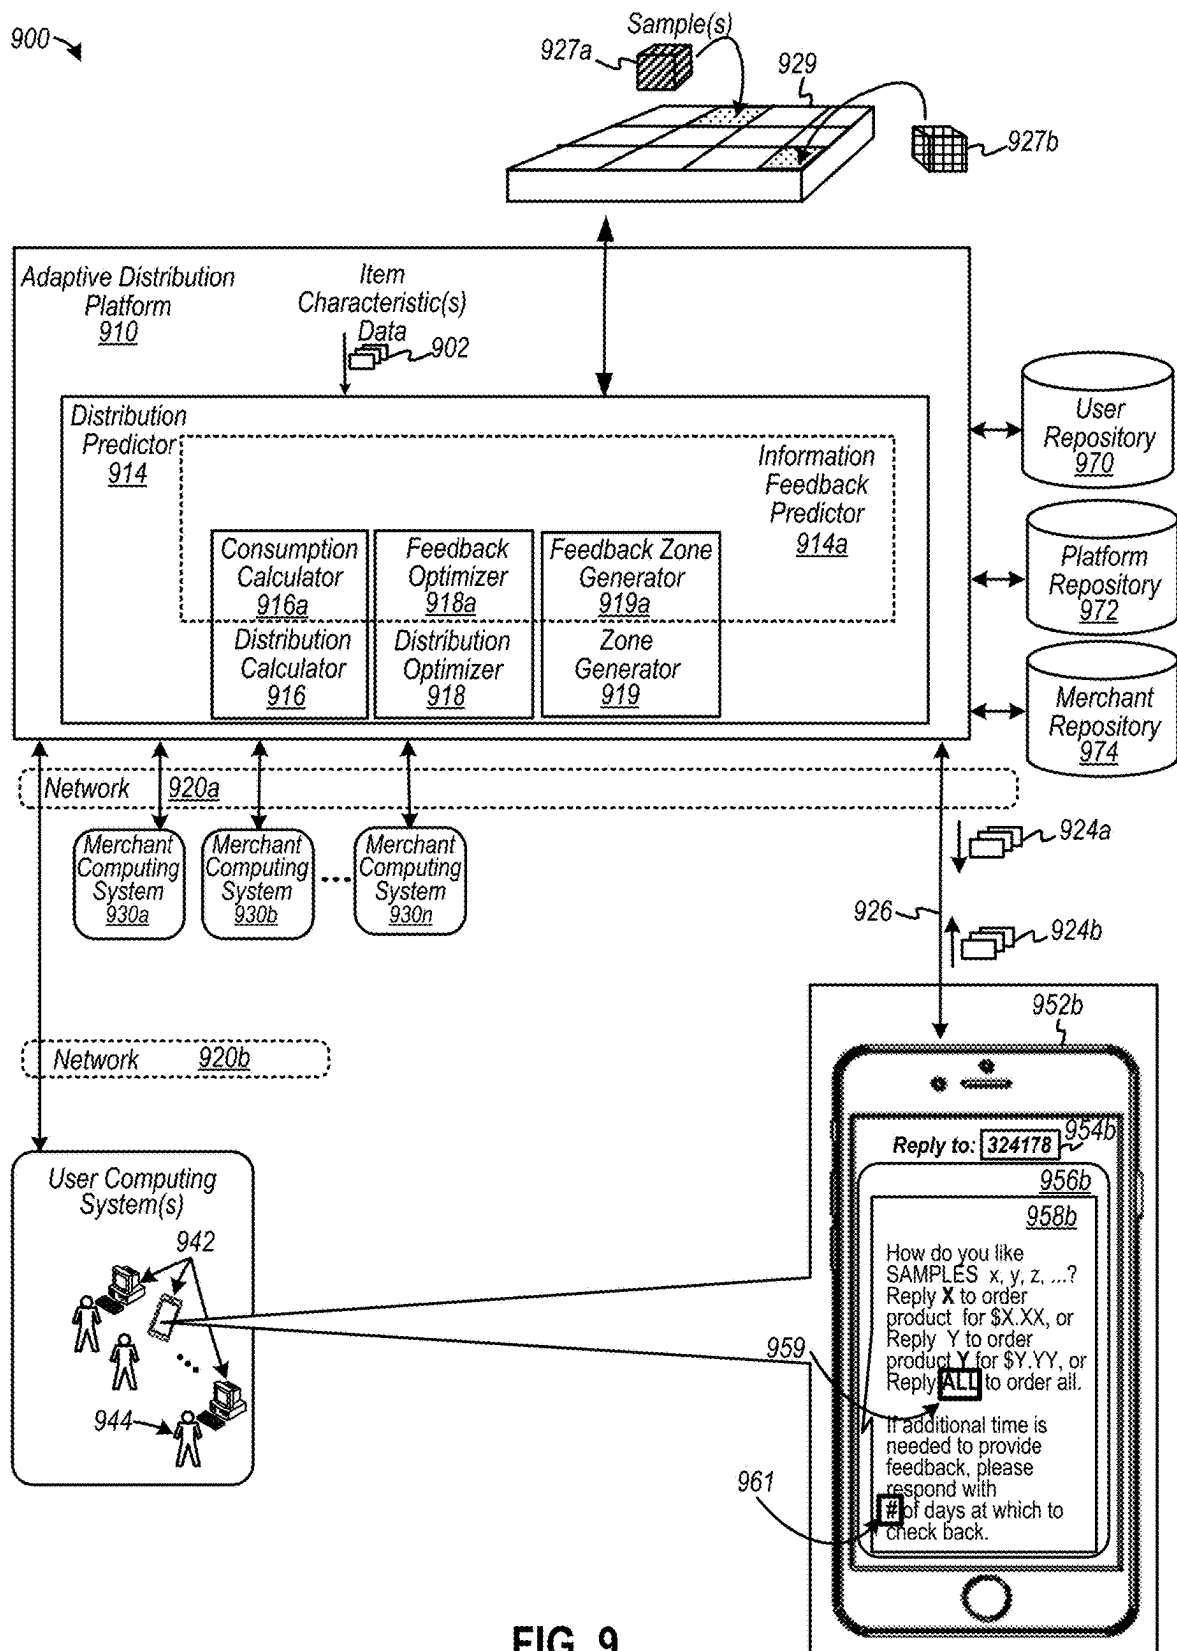 900
Sample(s)
927a
929
927b
Adaptive Distribution
Platform
910
Item
Characteristic(s)
Data
902
Distribution
Predictor
914
Information
Feedback
Predictor
914a
Consumption
Calculator
916a
Feedback
Optimizer
918a
Feedback Zone
Generator
919a
Distribution
Calculator
916
Distribution
Optimizer
918
Zone
Generator
919
User
Repository
970
Platform
Repository
972
Merchant
Repository
974
Network 920a
Merchant
Computing
System
930a
Merchant
Computing
System
930b
Merchant
Computing
System
930n
924a
926
924b
Network 920b
952b
Reply to: 324178
954b
956b
958b
User Computing
System(s)
942
944
How do you like
SAMPLES x, y, z, ...?
Reply X to order
product for $X.XX, or
Reply Y to order
product Y for $Y.YY, or
Reply ALL to order all.
959
If additional time is
needed to provide
feedback, please
respond with
# of days at which to
check back.
961
FIG. 9